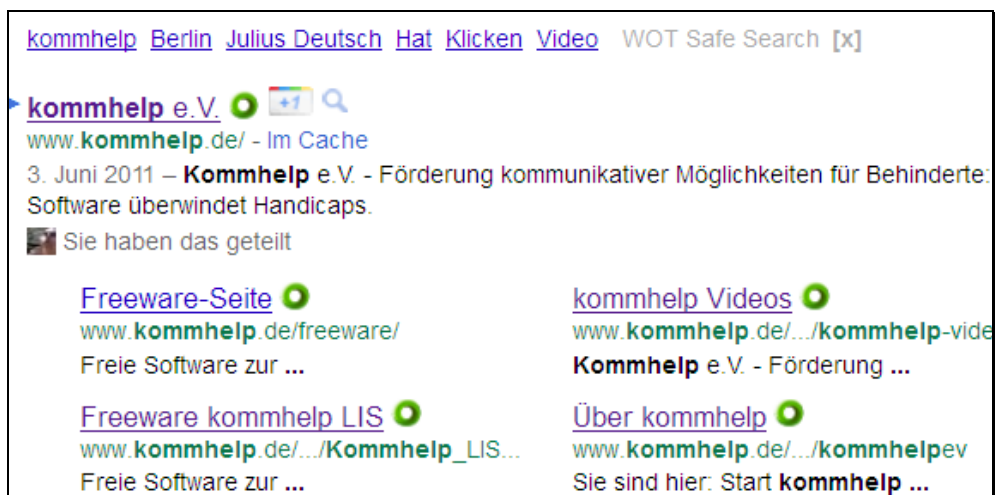 kommhelp Berlin Julius Deutsch Hat Klicken Video WOT Safe Search [x]
kommhelp e.V. +1
www.kommhelp.de/ - Im Cache
3. Juni 2011 – Kommhelp e.V. - Förderung kommunikativer Möglichkeiten für Behinderte:
Software überwindet Handicaps.
Sie haben das geteilt
Freeware-Seite
www.kommhelp.de/freeware/
Freie Software zur ...
kommhelp Videos
www.kommhelp.de/.../kommhelp-vide
Kommhelp e.V. - Förderung ...
Freeware kommhelp LIS
www.kommhelp.de/.../Kommhelp_LIS...
Freie Software zur ...
Über kommhelp
www.kommhelp.de/.../kommhelpev
Sie sind hier: Start kommhelp ...